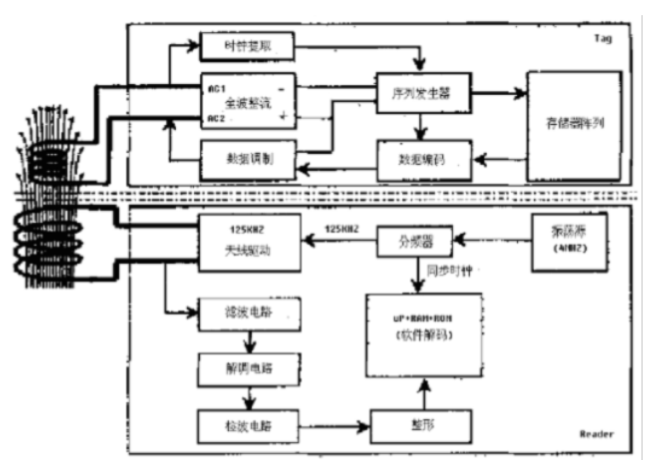 Tag
时钟提取
AC1
全波整流
AC2
-
+
序列发生器
存储器阵列
数据调制
数据编码
125KHZ
天线驱动
125KHZ
分频器
振荡源
(4MHZ)
同步时钟
滤波电路
UP+RAM+ROM
(软件解码)
解调电路
检波电路
整形
Reader